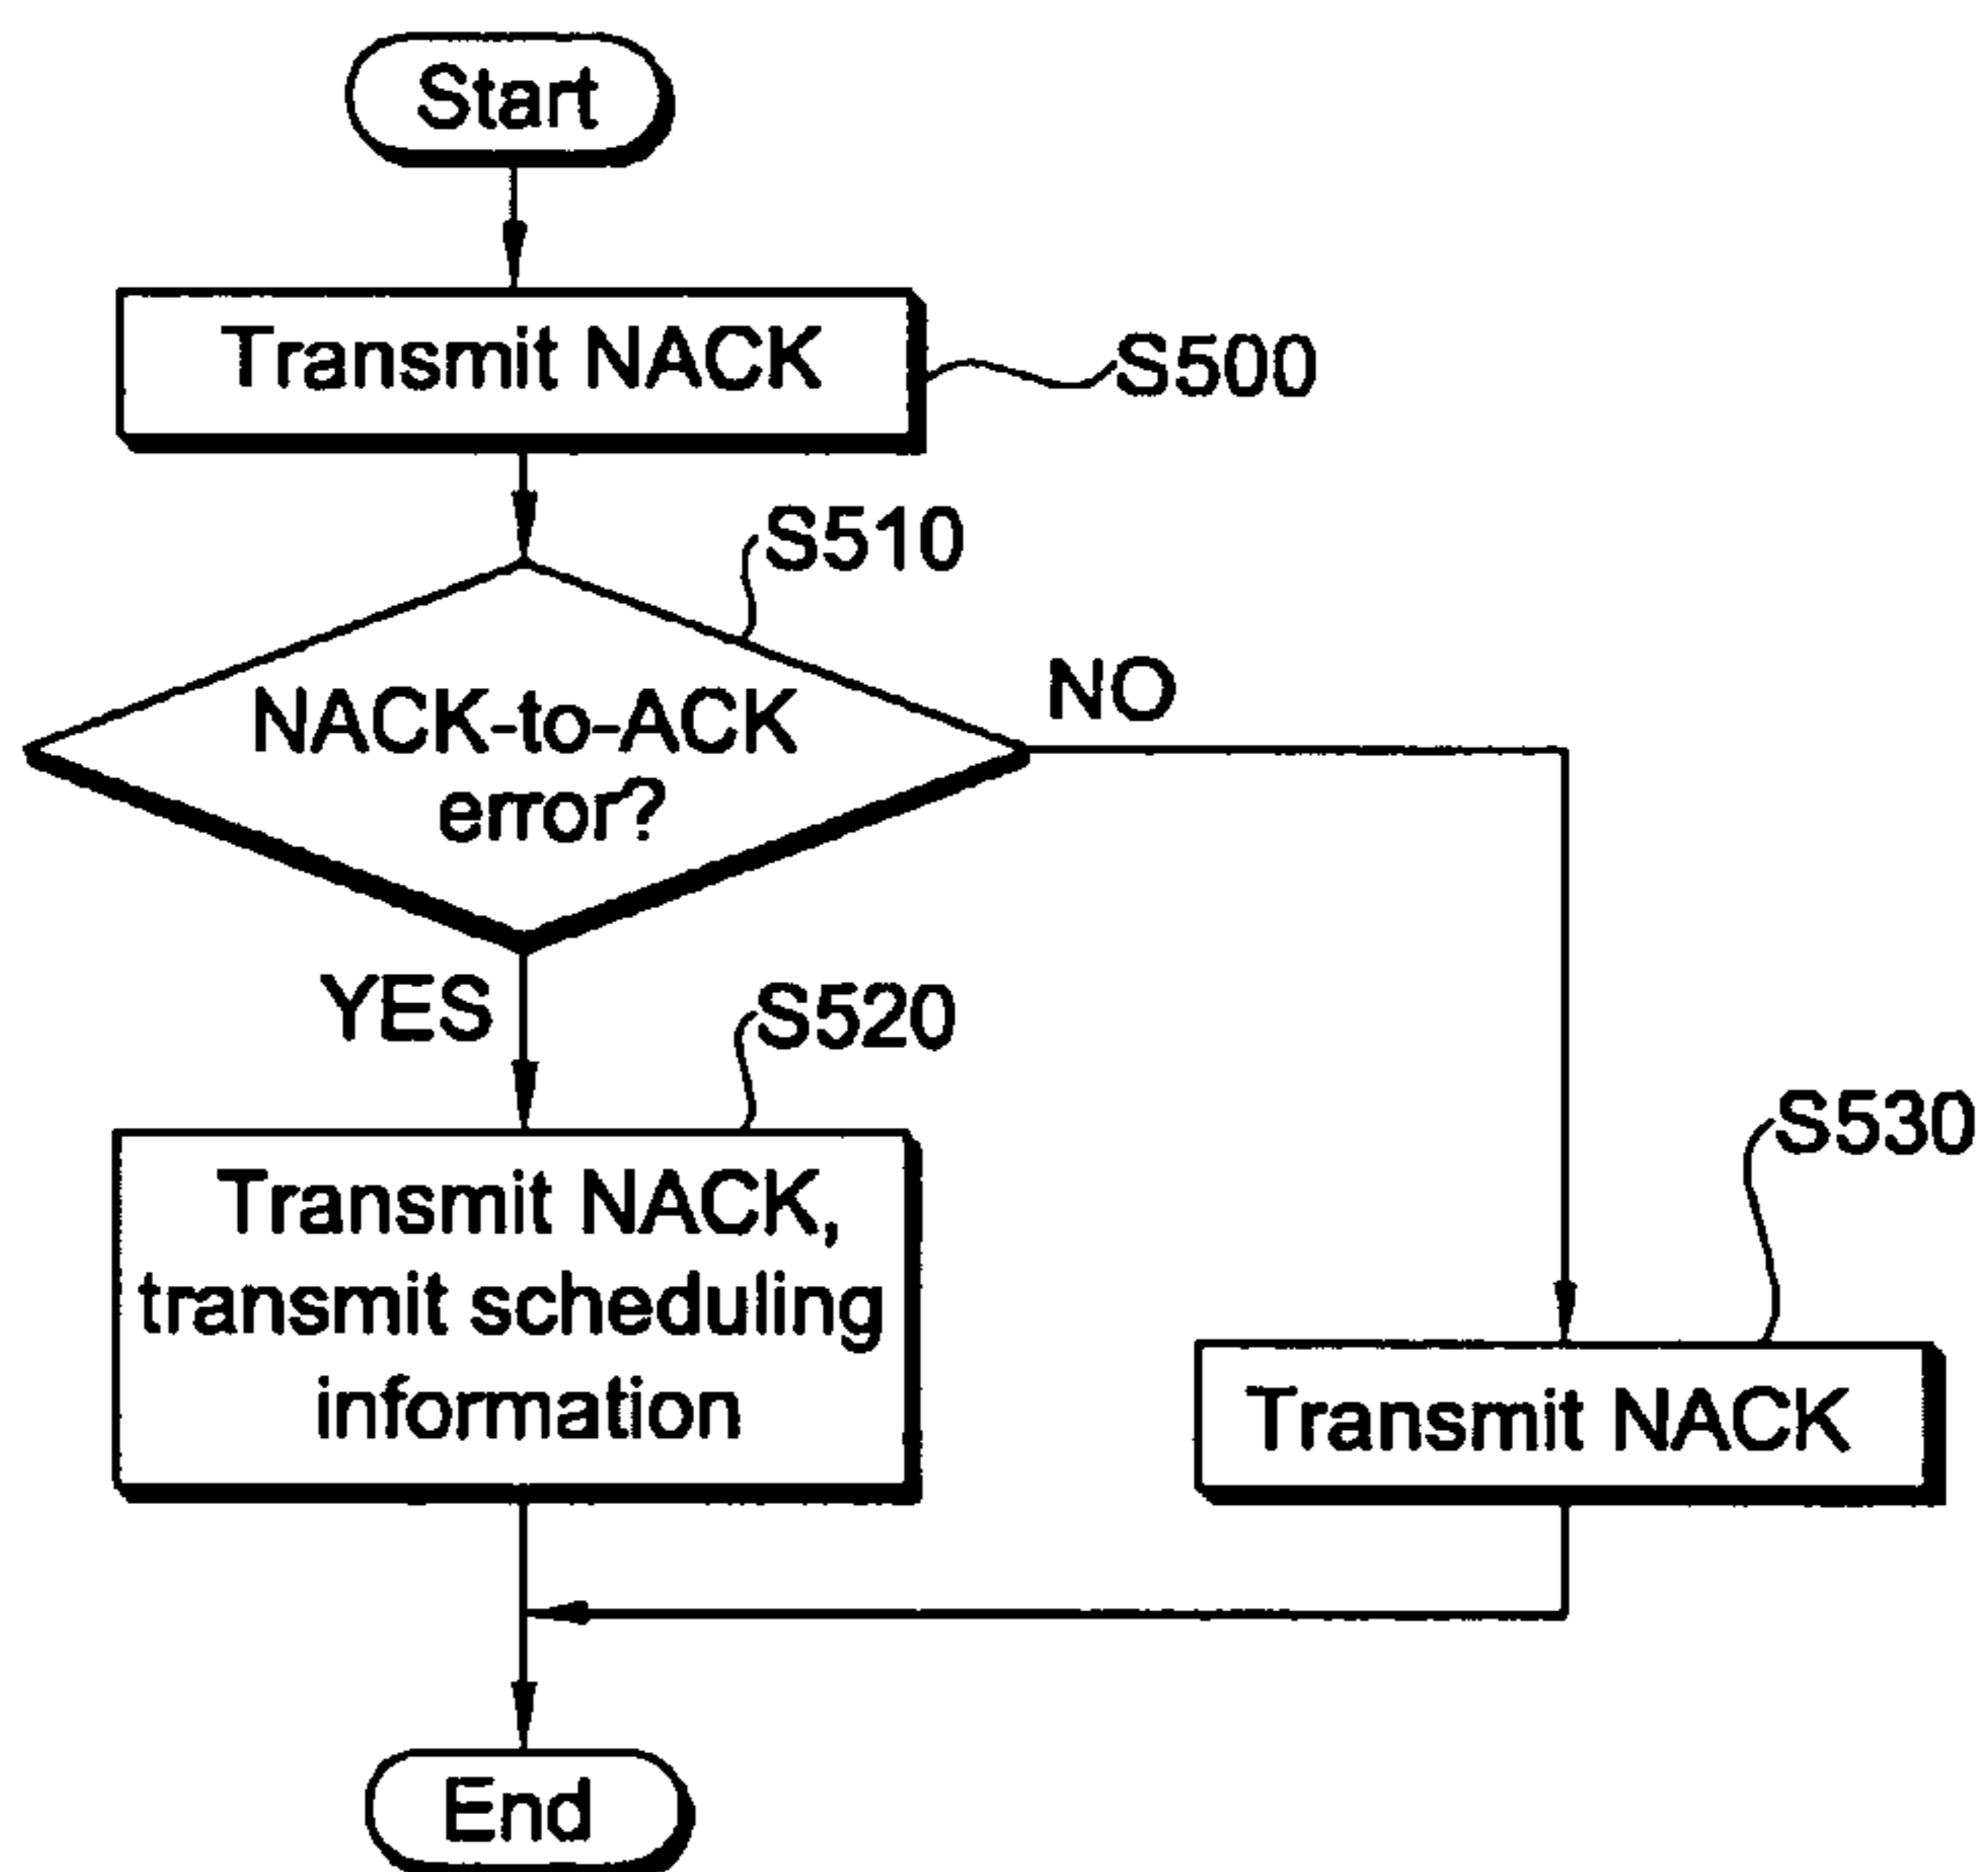 Start
Transmit NACK
S500
S510
NACK-to-ACK
error?
NO
YES
S520
Transmit NACK,
transmit scheduling
information
S530
Transmit NACK
End